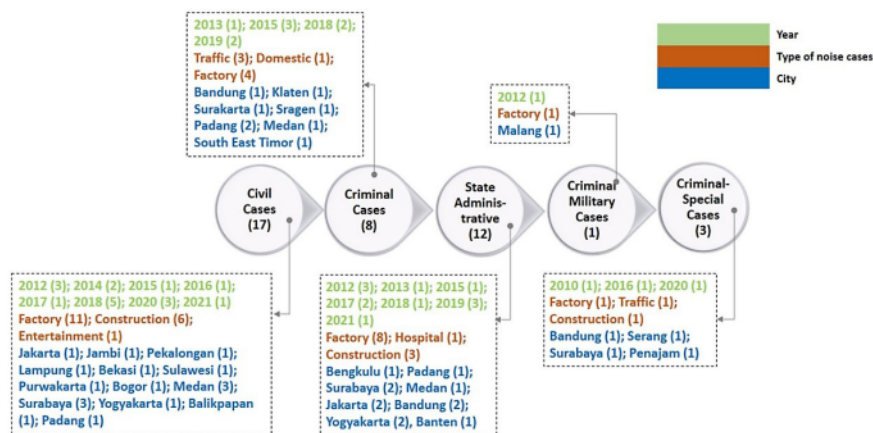 2013 (1); 2015 (3); 2018 (2);
2019 (2)
Traffic (3); Domestic (1);
Factory (4)
Bandung (1); Klaten (1);
Surakarta (1); Sragen (1);
Padang (2); Medan (1);
South East Timor (1)
Year
Type of noise cases
City
2012 (1)
Factory (1)
Malang (1)
Civil
Cases
(17)
Criminal
Cases
(8)
State
Adminis-
trative
(12)
Criminal
Military
Cases
(1)
Criminal-
Special
Cases
(3)
2012 (3); 2014 (2); 2015 (1); 2016 (1);
2017 (1); 2018 (5); 2020 (3); 2021 (1)
Factory (11); Construction (6);
Entertainment (1)
Jakarta (1); Jambi (1); Pekalongan (1);
Lampung (1); Bekasi (1); Sulawesi (1);
Purwakarta (1); Bogor (1); Medan (3);
Surabaya (3); Yogyakarta (1); Balikpapan
(1); Padang (1)
2012 (3); 2013 (1); 2015 (1);
2017 (2); 2018 (1); 2019 (3);
2021 (1)
Factory (8); Hospital (1);
Construction (3)
Bengkulu (1); Padang (1);
Surabaya (2); Medan (1);
Jakarta (2); Bandung (2);
Yogyakarta (2), Banten (1)
2010 (1); 2016 (1); 2020 (1)
Factory (1); Traffic (1);
Construction (1)
Bandung (1); Serang (1);
Surabaya (1); Penajam (1)